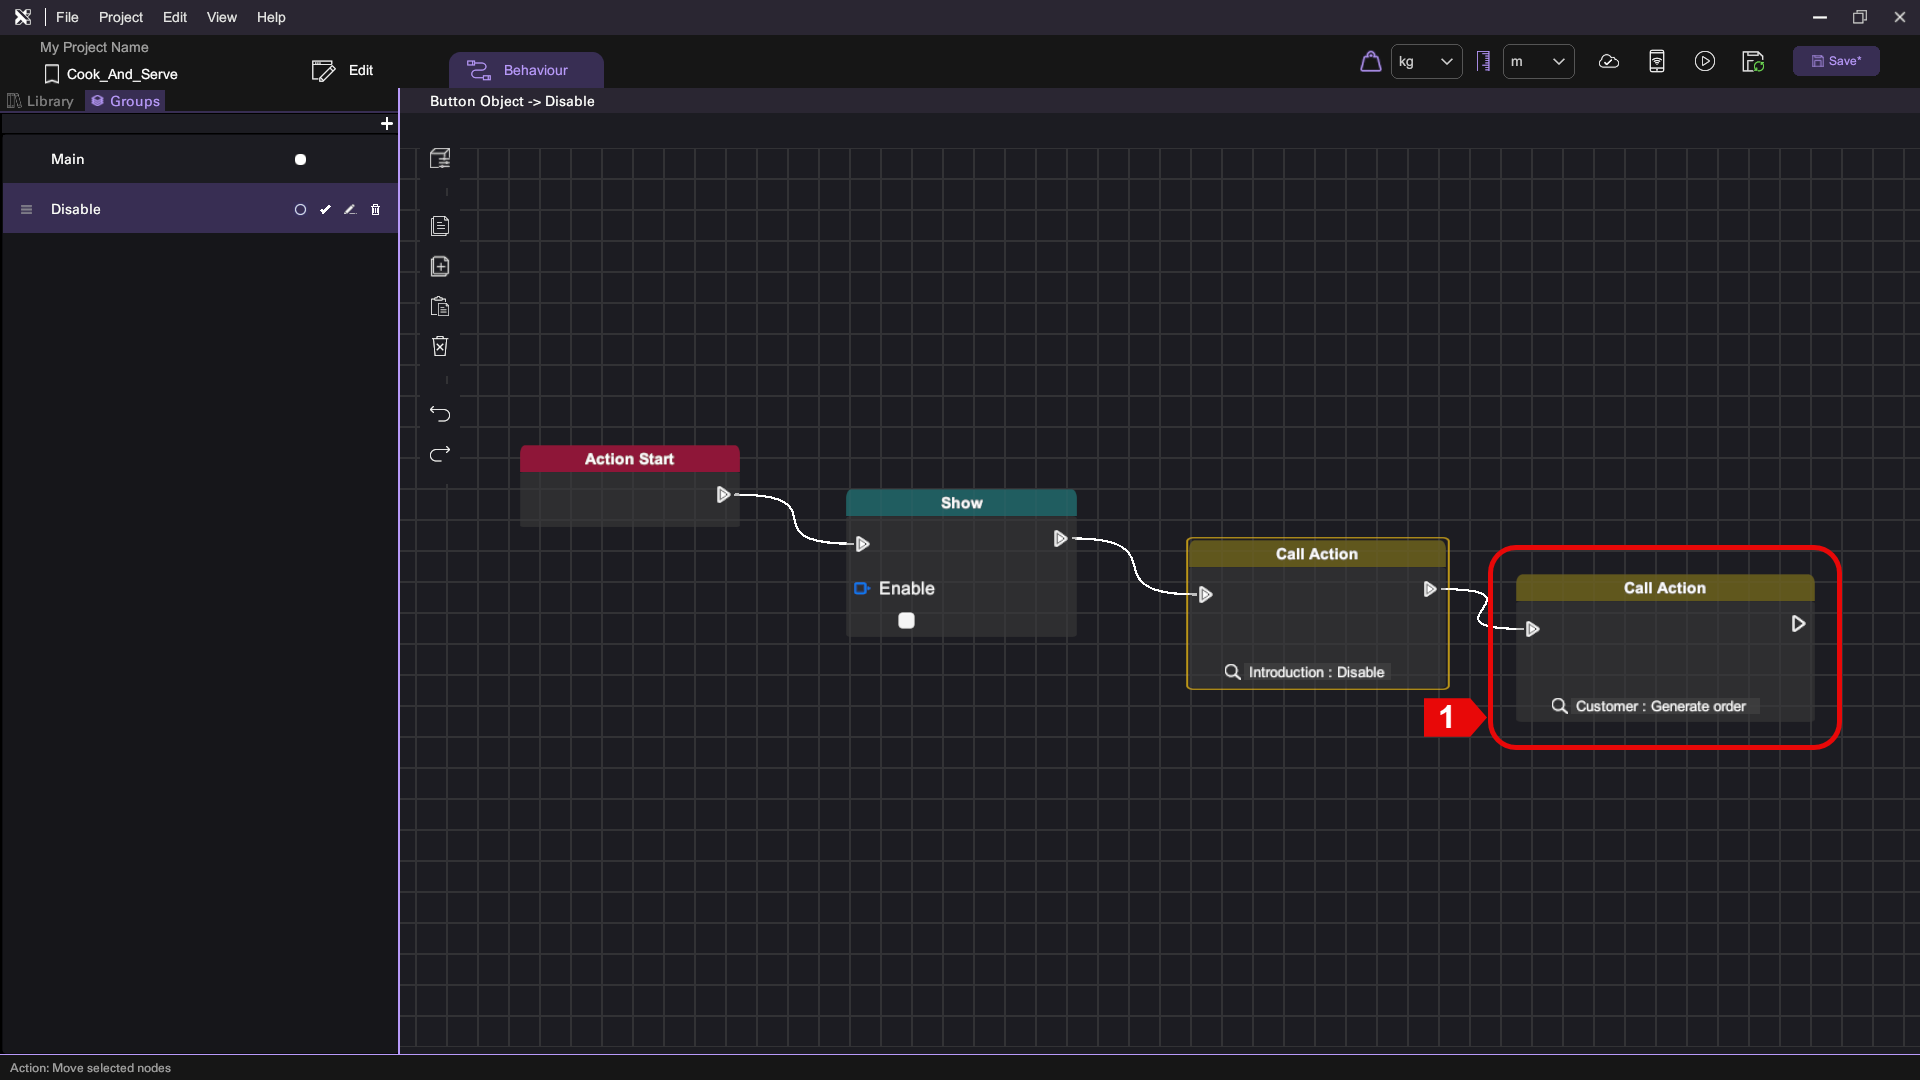 File Project Edit View Help
My Project Name
Cook_And_Serve
Edit
Behaviour
kg
m
Save*
Library Groups
Button Object -> Disable
Main
Disable
Action Start
Show
Enable
Call Action
Introduction : Disable
Call Action
Customer : Generate order
1
Action: Move selected nodes